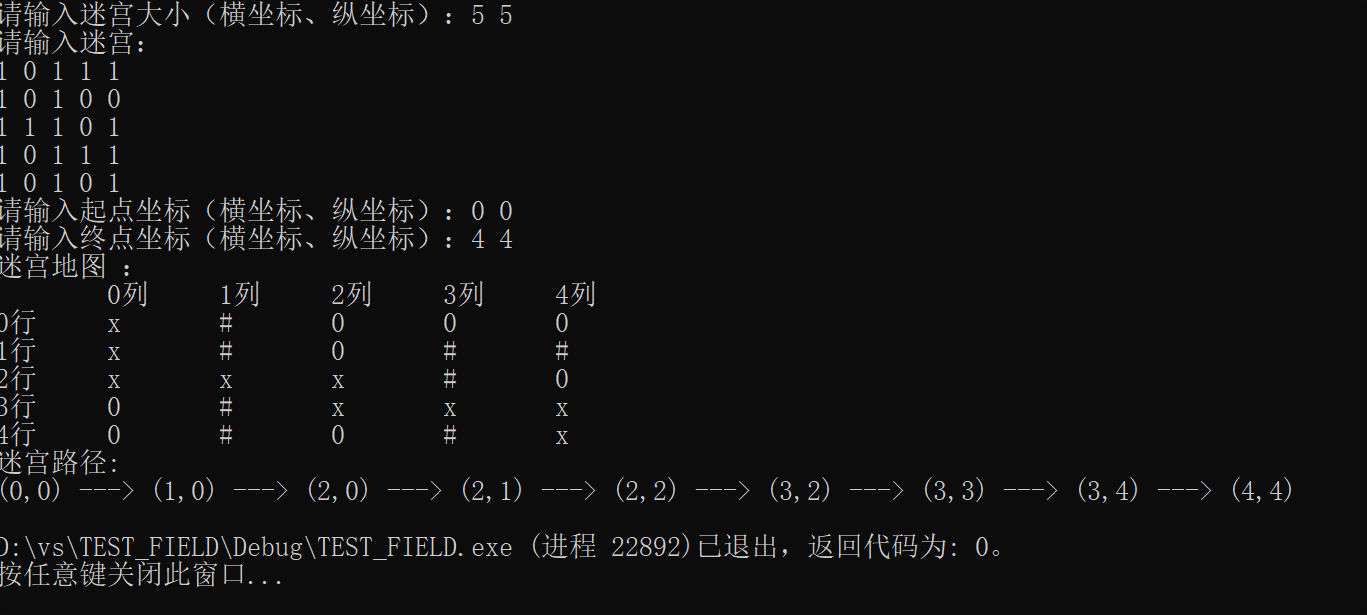 请输入迷宫大小（横坐标、纵坐标）：5 5
请输入迷宫：
1 0 1 1 1
1 0 1 0 0
1 1 1 0 1
1 0 1 1 1
1 0 1 0 1
请输入起点坐标（横坐标、纵坐标）：0 0
请输入终点坐标（横坐标、纵坐标）：4 4
迷宫地图 ：
0列 1列 2列 3列 4列
0行 x # 0 0 0
1行 x # 0 # #
2行 x x x # 0
3行 0 # x x x
4行 0 # 0 # x
迷宫路径:
(0,0) ---> (1,0) ---> (2,0) ---> (2,1) ---> (2,2) ---> (3,2) ---> (3,3) ---> (3,4) ---> (4,4)
D:\vs\TEST_FIELD\Debug\TEST_FIELD.exe (进程 22892)已退出，返回代码为: 0。
按任意键关闭此窗口...